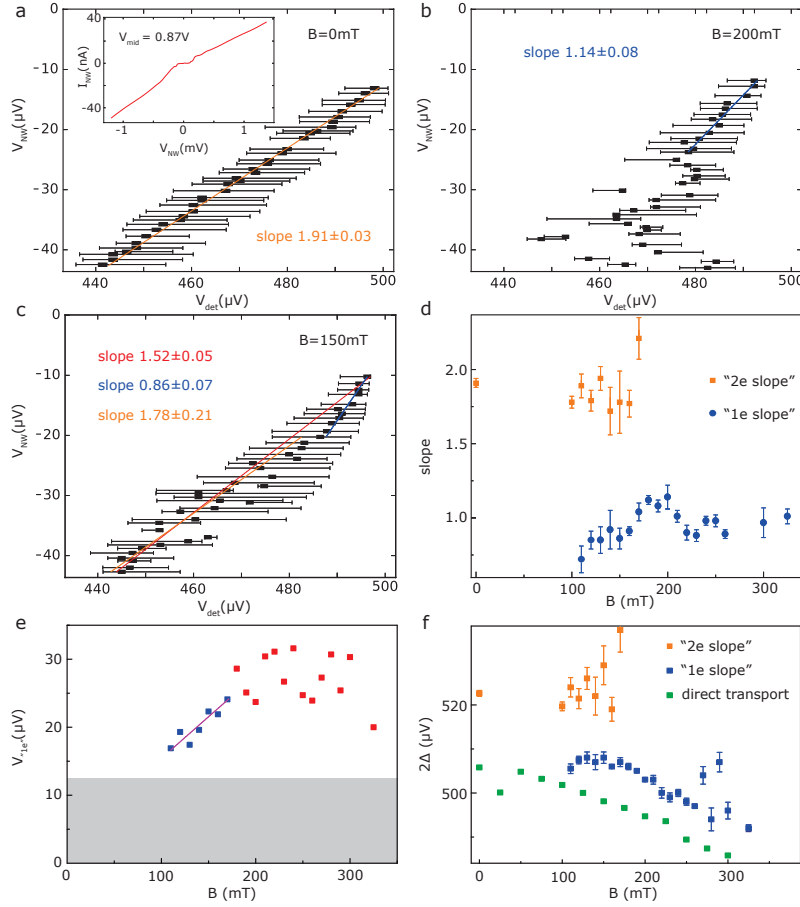 a
B=0mT
V_mid = 0.87V
I_NW(nA)
40
0
-40
-1
0
1
V_NW(mV)
V_NW(µV)
0
−10
−20
−30
−40
slope 1.91±0.03
440
460
480
500
V_det(µV)
b
B=200mT
slope 1.14±0.08
V_NW(µV)
0
−10
−20
−30
−40
440
460
480
500
V_det(µV)
c
B=150mT
slope 1.52±0.05
slope 0.86±0.07
slope 1.78±0.21
V_NW(µV)
0
−10
−20
−30
−40
440
460
480
500
V_det(µV)
d
"2e slope"
"1e slope"
slope
2.0
1.0
0
100
200
300
B (mT)
e
V_"1e"(µV)
30
20
10
0
0
100
200
300
B (mT)
f
"2e slope"
"1e slope"
direct transport
2Δ (µV)
520
500
0
100
200
300
B (mT)